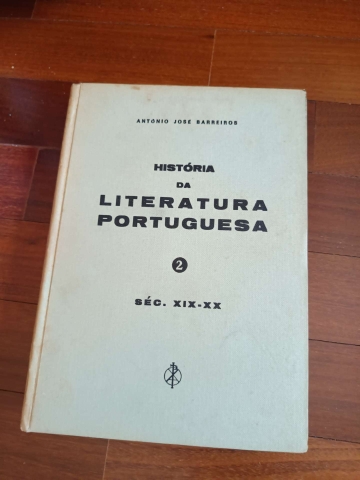 ANTÓNIO JOSÉ BARREIROS
HISTÓRIA
DA
LITERATURA
PORTUGUESA
2
SÉC. XIX-XX